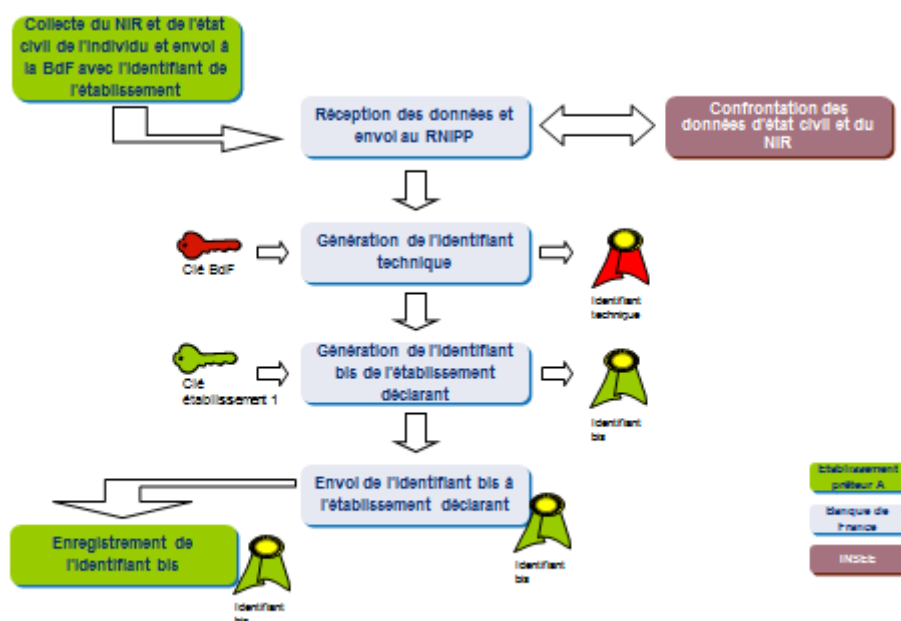 Collecte du NIR et de l'état
civil de l'individu et envoi à
la BdF avec l'identifiant de
l'établissement
Réception des données et
envoi au RNIPP
Confrontation des
données d'état civil et du
NIR
Clé BdF
Génération de l'identifiant
technique
Identifiant
technique
Clé
établissement 1
Génération de l'identifiant
bis de l'établissement
déclarant
Identifiant
bis
Envoi de l'identifiant bis à
l'établissement déclarant
Identifiant
bis
Enregistrement de
l'identifiant bis
Identifiant
bis
Etablissement
prêteur A
Banque de
France
INSEE